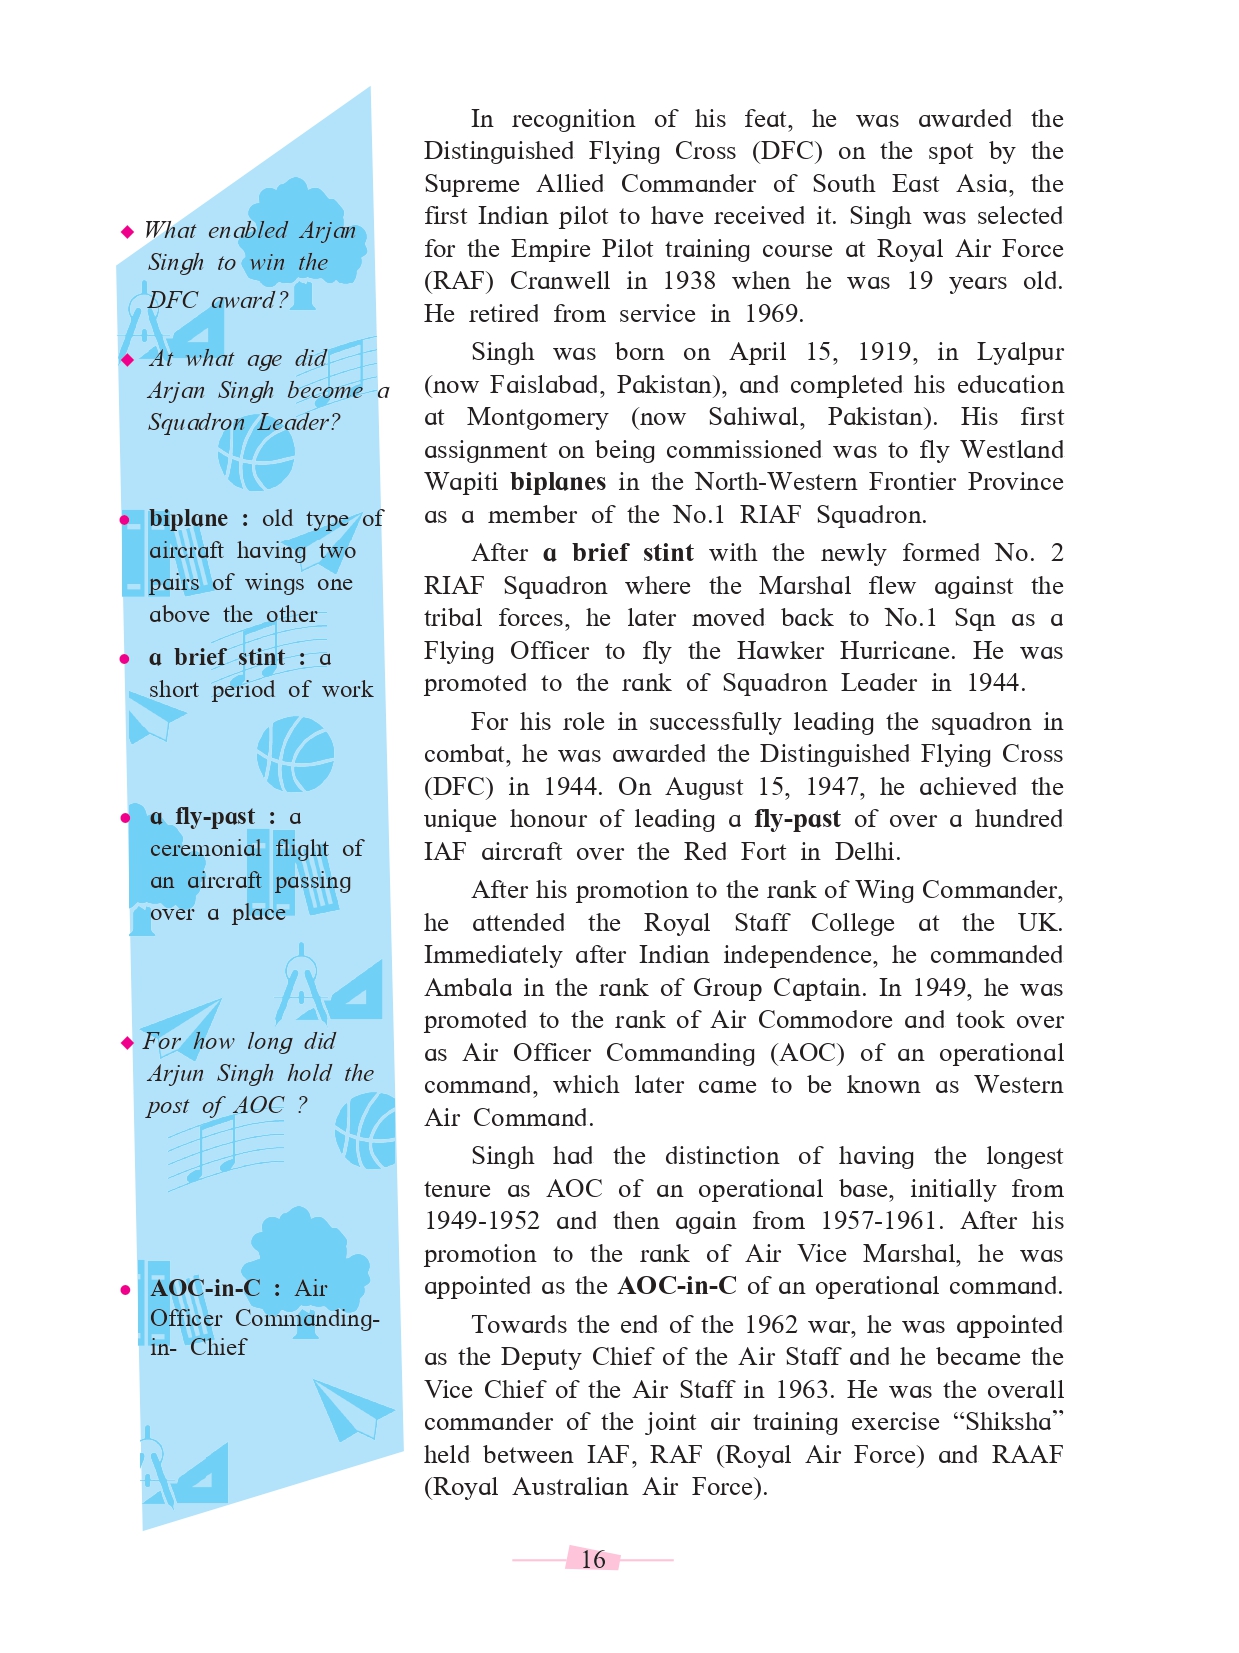 ◆ What enabled Arjan
Singh to win the
DFC award?
◆ At what age did
Arjan Singh become a
Squadron Leader?
● biplane : old type of
aircraft having two
pairs of wings one
above the other
● a brief stint : a
short period of work
● a fly-past : a
ceremonial flight of
an aircraft passing
over a place
◆ For how long did
Arjun Singh hold the
post of AOC ?
● AOC-in-C : Air
Officer Commanding-
in- Chief
In recognition of his feat, he was awarded the
Distinguished Flying Cross (DFC) on the spot by the
Supreme Allied Commander of South East Asia, the
first Indian pilot to have received it. Singh was selected
for the Empire Pilot training course at Royal Air Force
(RAF) Cranwell in 1938 when he was 19 years old.
He retired from service in 1969.
Singh was born on April 15, 1919, in Lyalpur
(now Faislabad, Pakistan), and completed his education
at Montgomery (now Sahiwal, Pakistan). His first
assignment on being commissioned was to fly Westland
Wapiti biplanes in the North-Western Frontier Province
as a member of the No.1 RIAF Squadron.
After a brief stint with the newly formed No. 2
RIAF Squadron where the Marshal flew against the
tribal forces, he later moved back to No.1 Sqn as a
Flying Officer to fly the Hawker Hurricane. He was
promoted to the rank of Squadron Leader in 1944.
For his role in successfully leading the squadron in
combat, he was awarded the Distinguished Flying Cross
(DFC) in 1944. On August 15, 1947, he achieved the
unique honour of leading a fly-past of over a hundred
IAF aircraft over the Red Fort in Delhi.
After his promotion to the rank of Wing Commander,
he attended the Royal Staff College at the UK.
Immediately after Indian independence, he commanded
Ambala in the rank of Group Captain. In 1949, he was
promoted to the rank of Air Commodore and took over
as Air Officer Commanding (AOC) of an operational
command, which later came to be known as Western
Air Command.
Singh had the distinction of having the longest
tenure as AOC of an operational base, initially from
1949-1952 and then again from 1957-1961. After his
promotion to the rank of Air Vice Marshal, he was
appointed as the AOC-in-C of an operational command.
Towards the end of the 1962 war, he was appointed
as the Deputy Chief of the Air Staff and he became the
Vice Chief of the Air Staff in 1963. He was the overall
commander of the joint air training exercise “Shiksha”
held between IAF, RAF (Royal Air Force) and RAAF
(Royal Australian Air Force).
16